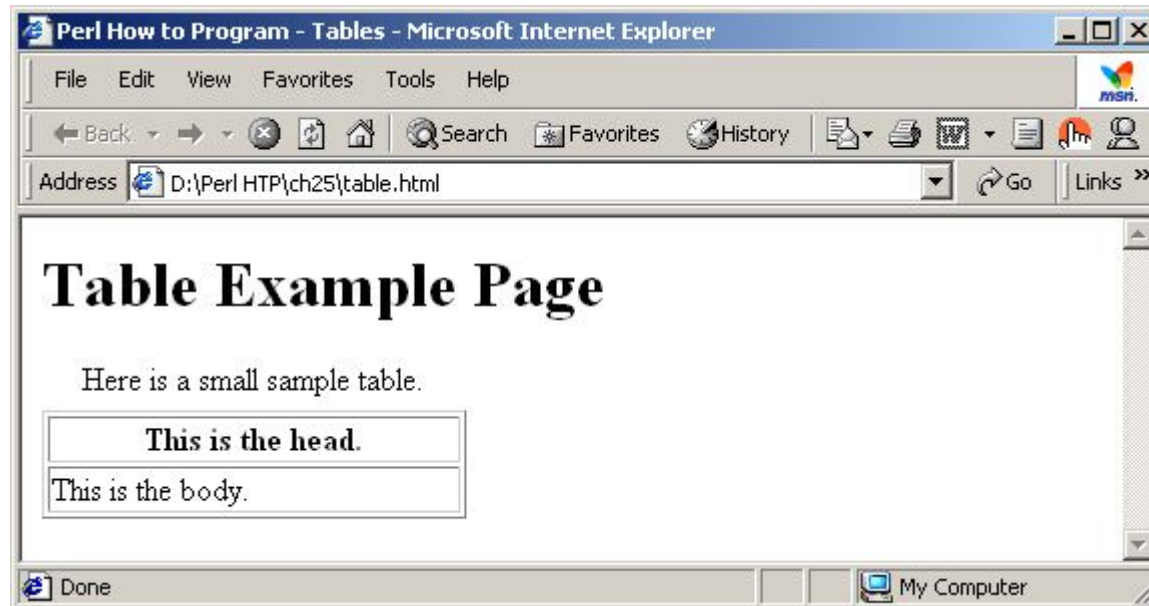 Perl How to Program - Tables - Microsoft Internet Explorer
File Edit View Favorites Tools Help
msn.
Back Search Favorites History
Address D:\Perl HTP\ch25\table.html Go Links »
Table Example Page
Here is a small sample table.
This is the head.
This is the body.
Done My Computer